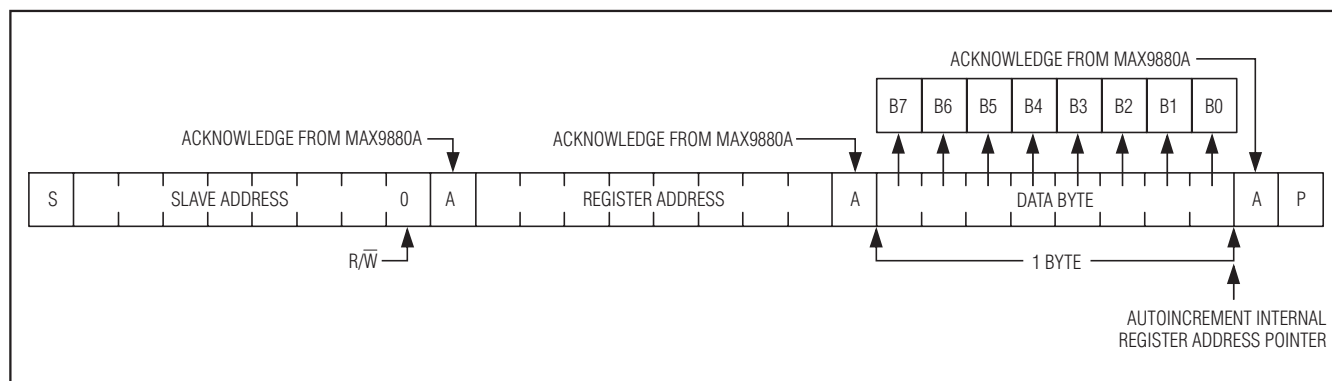 ACKNOWLEDGE FROM MAX9880A
B7 B6 B5 B4 B3 B2 B1 B0
ACKNOWLEDGE FROM MAX9880A ACKNOWLEDGE FROM MAX9880A
S SLAVE ADDRESS 0 A REGISTER ADDRESS A DATA BYTE A P
R/W̅ 1 BYTE
AUTOINCREMENT INTERNAL
REGISTER ADDRESS POINTER